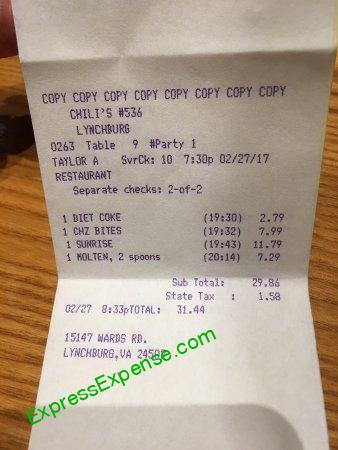 COPY COPY COPY COPY COPY COPY COPY COPY
CHILI'S #536
LYNCHBURG
0263 Table 9 #Party 1
TAYLOR A SvrCk: 10 7:30p 02/27/17
RESTAURANT
Separate checks: 2-of-2
1 DIET COKE (19:30) 2.79
1 CHZ BITES (19:32) 7.99
1 SUNRISE (19:43) 11.79
1 MOLTEN, 2 spoons (20:14) 7.29
Sub Total: 29.86
State Tax : 1.58
02/27 8:33pTOTAL: 31.44
15147 WARDS RD.
LYNCHBURG,VA
ExpressExpense.com